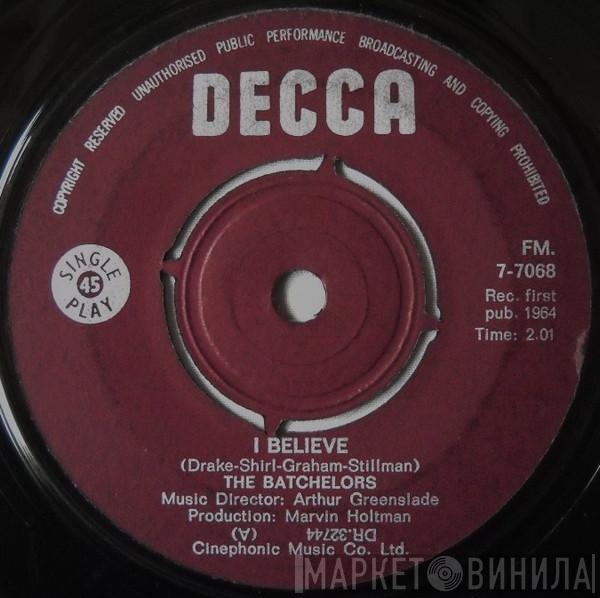 COPYRIGHT RESERVED UNAUTHORISED PUBLIC PERFORMANCE BROADCASTING AND COPYING PROHIBITED
DECCA
SINGLE
45
PLAY
FM.
7-7068
Rec. first
pub. 1964
Time: 2.01
I BELIEVE
(Drake-Shirl-Graham-Stillman)
THE BATCHELORS
Music Director: Arthur Greenslade
Production: Marvin Holtman
DR.32744 (A)
Cinephonic Music Co. Ltd.
МАРКЕТ ВИНИЛА